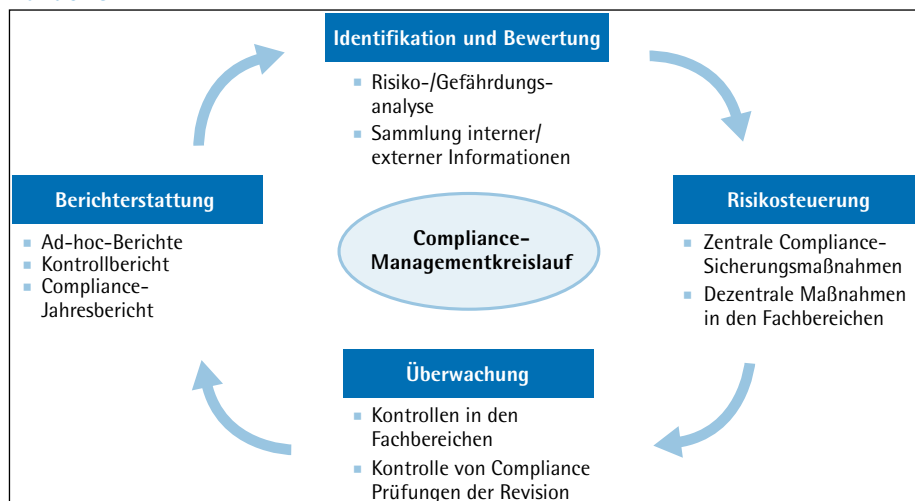 Identifikation und Bewertung
▪ Risiko-/Gefährdungs-
analyse
▪ Sammlung interner/
externer Informationen
Berichterstattung
▪ Ad-hoc-Berichte
▪ Kontrollbericht
▪ Compliance-
Jahresbericht
Compliance-
Managementkreislauf
Risikosteuerung
▪ Zentrale Compliance-
Sicherungsmaßnahmen
▪ Dezentrale Maßnahmen
in den Fachbereichen
Überwachung
▪ Kontrollen in den
Fachbereichen
▪ Kontrolle von Compliance
Prüfungen der Revision